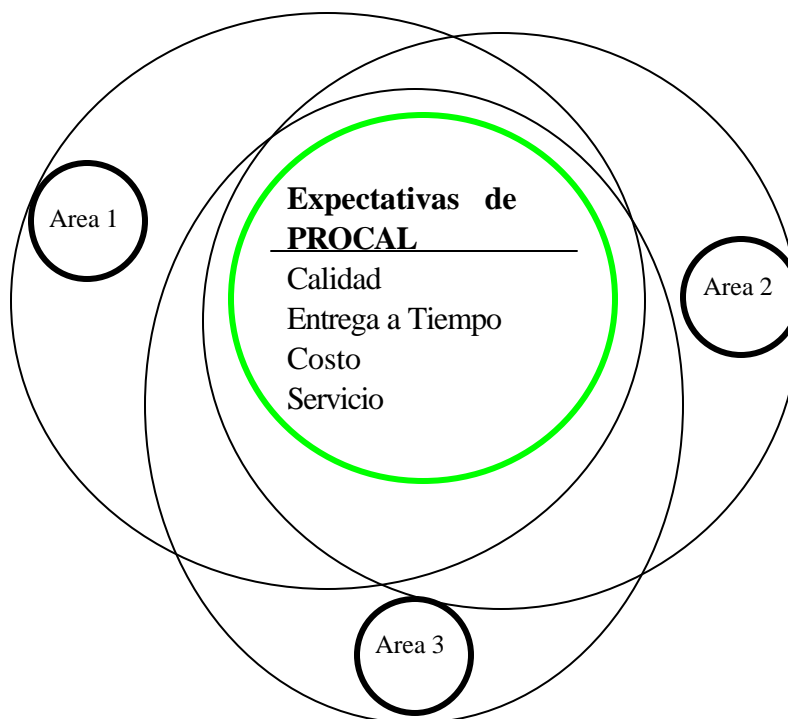 Expectativas de
PROCAL
Calidad
Entrega a Tiempo
Costo
Servicio
Area 1
Area 2
Area 3